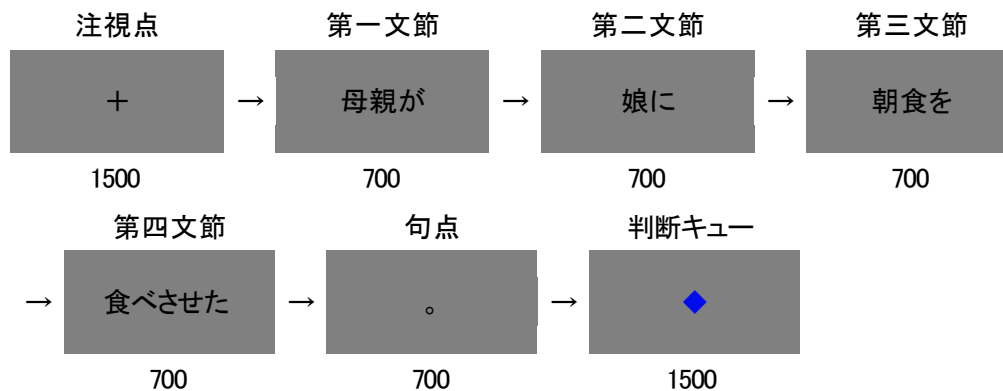 注視点 第一文節 第二文節 第三文節
＋ → 母親が → 娘に → 朝食を
1500 700 700 700
第四文節 句点 判断キュー
→ 食べさせた → 。 → ◆
700 700 1500